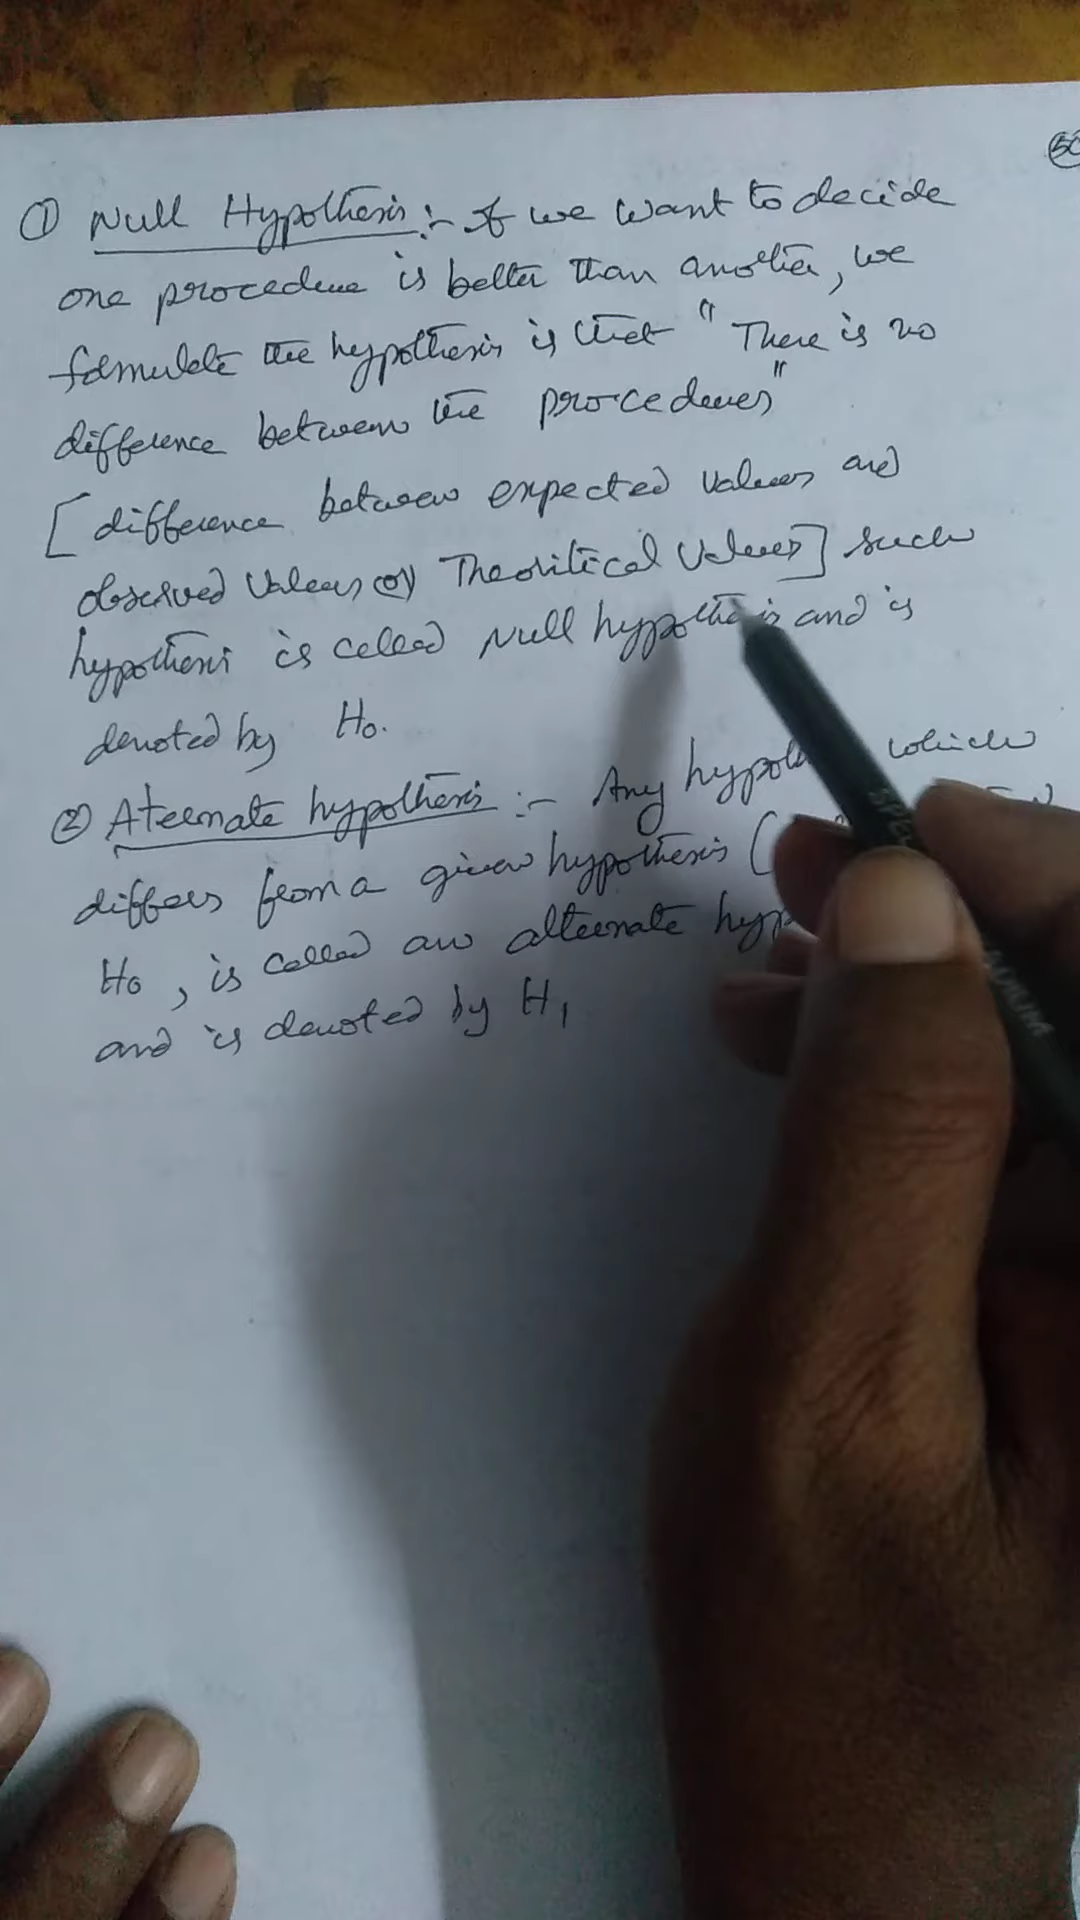 50
① Null Hypothesis :- If we want to decide
one procedure is better than another, we
formulate the hypothesis is that "There is no
difference between the procedures"
[difference between expected values and
observed values (or) Theoritical values] such
hypothesis is called Null hypothesis and is
denoted by H₀.
② Aternate hypothesis :- Any which
differs from a given hypothesis (
H₀, is called an alternate
and is denoted by H₁